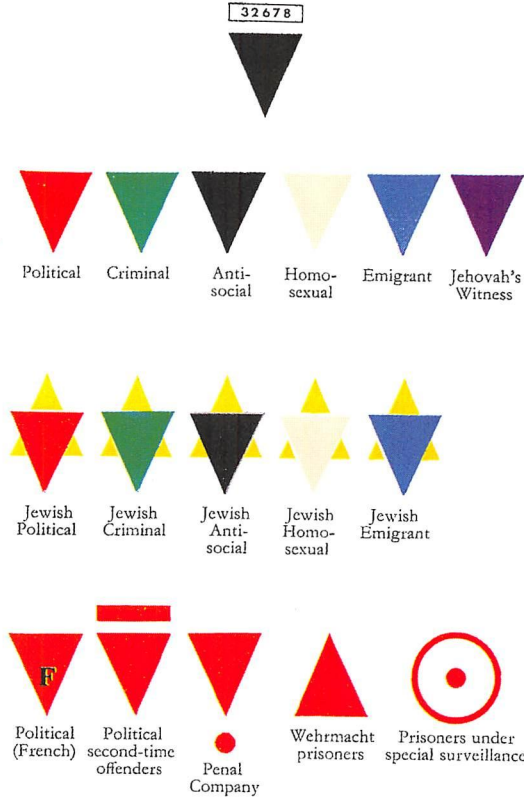 32678
Political
Criminal
Anti-
social
Homo-
sexual
Emigrant
Jehovah's
Witness
Jewish
Political
Jewish
Criminal
Jewish
Anti-
social
Jewish
Homo-
sexual
Jewish
Emigrant
F
Political
(French)
Political
second-time
offenders
Penal
Company
Wehrmacht
prisoners
Prisoners under
special surveillance